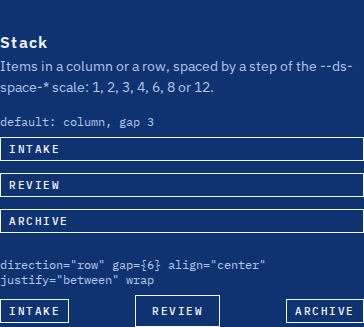 Stack
Items in a column or a row, spaced by a step of the --ds-
space-* scale: 1, 2, 3, 4, 6, 8 or 12.
default: column, gap 3
INTAKE
REVIEW
ARCHIVE
direction="row" gap={6} align="center"
justify="between" wrap
INTAKE REVIEW ARCHIVE